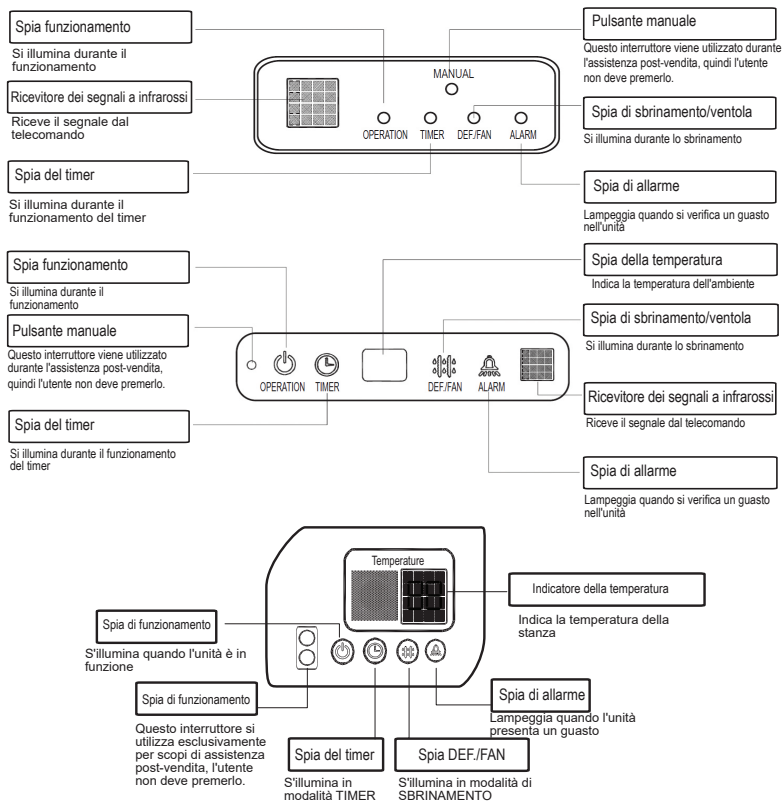 Spia funzionamento
Si illumina durante il
funzionamento
Ricevitore dei segnali a infrarossi
Riceve il segnale dal
telecomando
Spia del timer
Si illumina durante il
funzionamento del timer
MANUAL
OPERATION TIMER DEF./FAN ALARM
Pulsante manuale
Questo interruttore viene utilizzato durante
l'assistenza post-vendita, quindi l'utente
non deve premerlo.
Spia di sbrinamento/ventola
Si illumina durante lo sbrinamento
Spia di allarme
Lampeggia quando si verifica un guasto
nell'unità
Spia funzionamento
Si illumina durante il
funzionamento
Pulsante manuale
Questo interruttore viene utilizzato
durante l'assistenza post-vendita,
quindi l'utente non deve premerlo.
Spia del timer
Si illumina durante il funzionamento
del timer
OPERATION TIMER DEF./FAN ALARM
Spia della temperatura
Indica la temperatura dell'ambiente
Spia di sbrinamento/ventola
Si illumina durante lo sbrinamento
Ricevitore dei segnali a infrarossi
Riceve il segnale dal telecomando
Spia di allarme
Lampeggia quando si verifica un guasto
nell'unità
Temperature
88
Indicatore della temperatura
Indica la temperatura della
stanza
Spia di funzionamento
S'illumina quando l'unità è in
funzione
Spia di funzionamento
Questo interruttore si
utilizza esclusivamente
per scopi di assistenza
post-vendita, l'utente
non deve premerlo.
Spia del timer
S'illumina in
modalità TIMER
Spia DEF./FAN
S'illumina in modalità di
SBRINAMENTO
Spia di allarme
Lampeggia quando l'unità
presenta un guasto